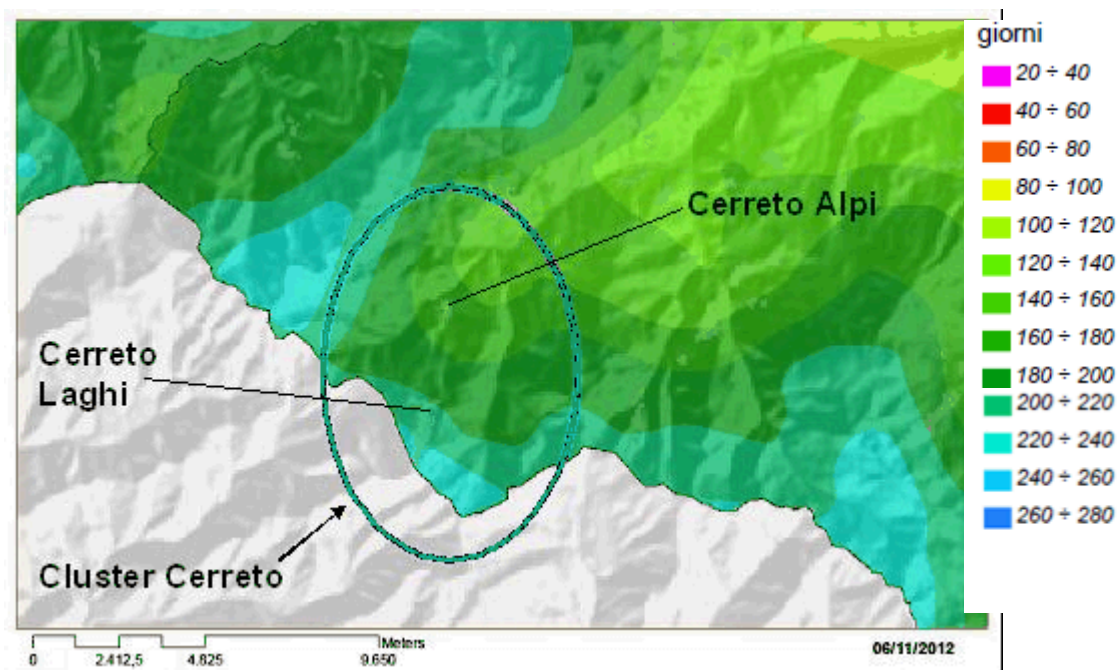 giorni
20 ÷ 40
40 ÷ 60
60 ÷ 80
80 ÷ 100
100 ÷ 120
120 ÷ 140
140 ÷ 160
160 ÷ 180
180 ÷ 200
200 ÷ 220
220 ÷ 240
240 ÷ 260
260 ÷ 280
Cerreto Alpi
Cerreto
Laghi
Cluster Cerreto
Meters
0 2.412,5 4.825 9.650
06/11/2012